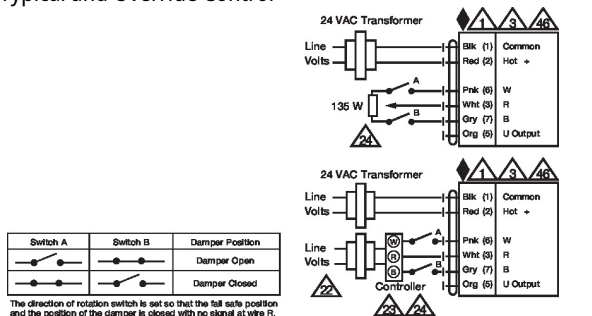 Typical and Override Control
24 VAC Transformer
1 3 46
Line
Volts
Blk (1) Common
Red (2) Hot +
A
Pnk (6) W
135 W
Wht (3) R
B
Gry (7) B
Org (5) U Output
24
24 VAC Transformer
1 3 46
Line
Volts
Blk (1) Common
Red (2) Hot +
A
Line
Volts
W
Pnk (6) W
R
Wht (3) R
B
B
Gry (7) B
Org (5) U Output
22
Controller
23 24
Switch A Switch B Damper Position
Damper Open
Damper Closed
The direction of rotation switch is set so that the fail safe position
and the position of the damper is closed with no signal at wire R.